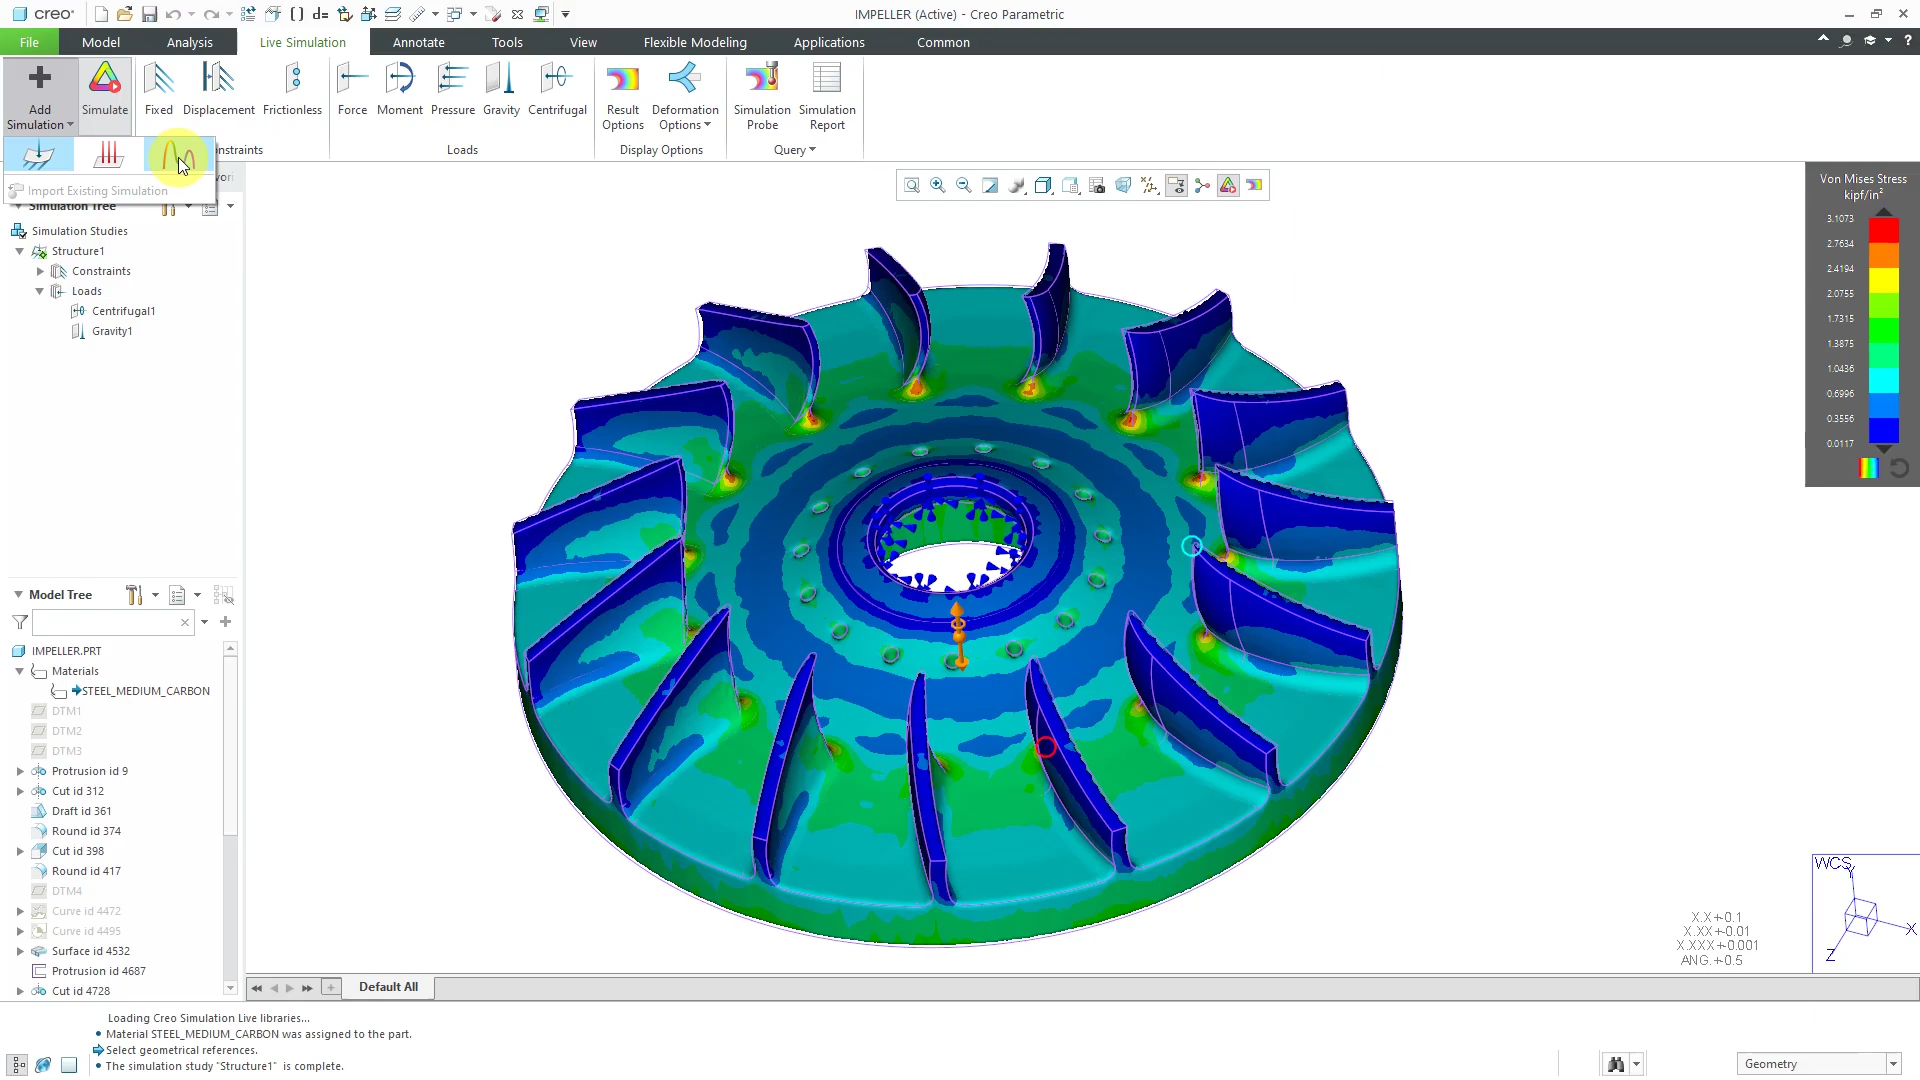 creo
IMPELLER (Active) - Creo Parametric
File Model Analysis Live Simulation Annotate Tools View Flexible Modeling Applications Common
Add Simulation
Simulate
Fixed
Displacement
Frictionless
Force
Moment
Pressure
Gravity
Centrifugal
Result Options
Deformation Options
Simulation Probe
Simulation Report
onstraints
Loads
Display Options
Query
Import Existing Simulation
vori
Simulation Tree
Simulation Studies
Structure1
Constraints
Loads
Centrifugal1
Gravity1
Model Tree
IMPELLER.PRT
Materials
STEEL_MEDIUM_CARBON
DTM1
DTM2
DTM3
Protrusion id 9
Cut id 312
Draft id 361
Round id 374
Cut id 398
Round id 417
DTM4
Curve id 4472
Curve id 4495
Surface id 4532
Protrusion id 4687
Cut id 4728
Von Mises Stress
kipf/in²
3.1073
2.7634
2.4194
2.0755
1.7315
1.3875
1.0436
0.6996
0.3556
0.0117
WCS
Y
X
Z
X.X+-0.1
X.XX+-0.01
X.XXX+-0.001
ANG.+-0.5
Default All
Loading Creo Simulation Live libraries...
• Material STEEL_MEDIUM_CARBON was assigned to the part.
Select geometrical references.
• The simulation study "Structure1" is complete.
Geometry